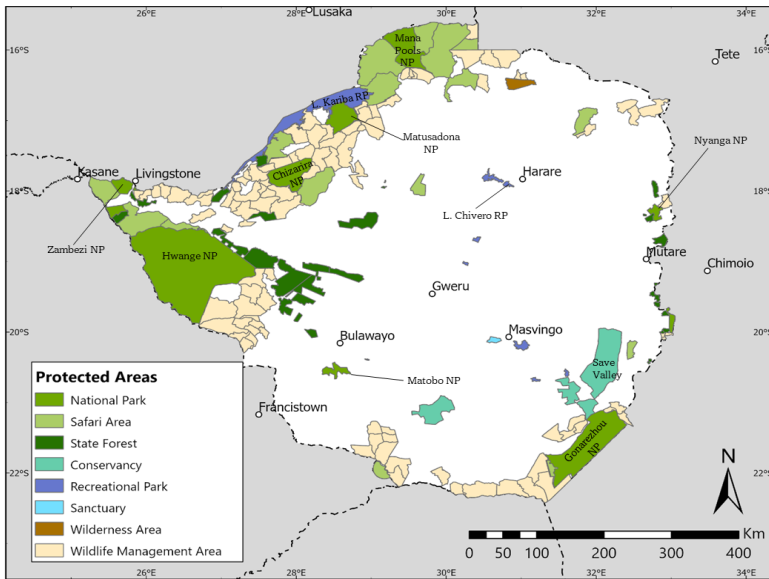 28°E
30°E
32°E
34°E
Lusaka
16°S
16°S
Mana
Pools
NP
Tete
L. Kariba RP
Matusadona
NP
Nyanga NP
Kasane
Livingstone
Chizarira
NP
Harare
18°S
18°S
L. Chivero RP
Zambezi NP
Hwange NP
Mutare
Chimoio
Gweru
20°S
20°S
Bulawayo
Masvingo
Save
Valley
Matobo NP
Francistown
Gonarezhou
NP
22°S
22°S
Protected Areas
National Park
Safari Area
State Forest
Conservancy
Recreational Park
Sanctuary
Wilderness Area
Wildlife Management Area
N
Km
0
50
100
200
300
400
26°E
28°E
30°E
32°E
34°E